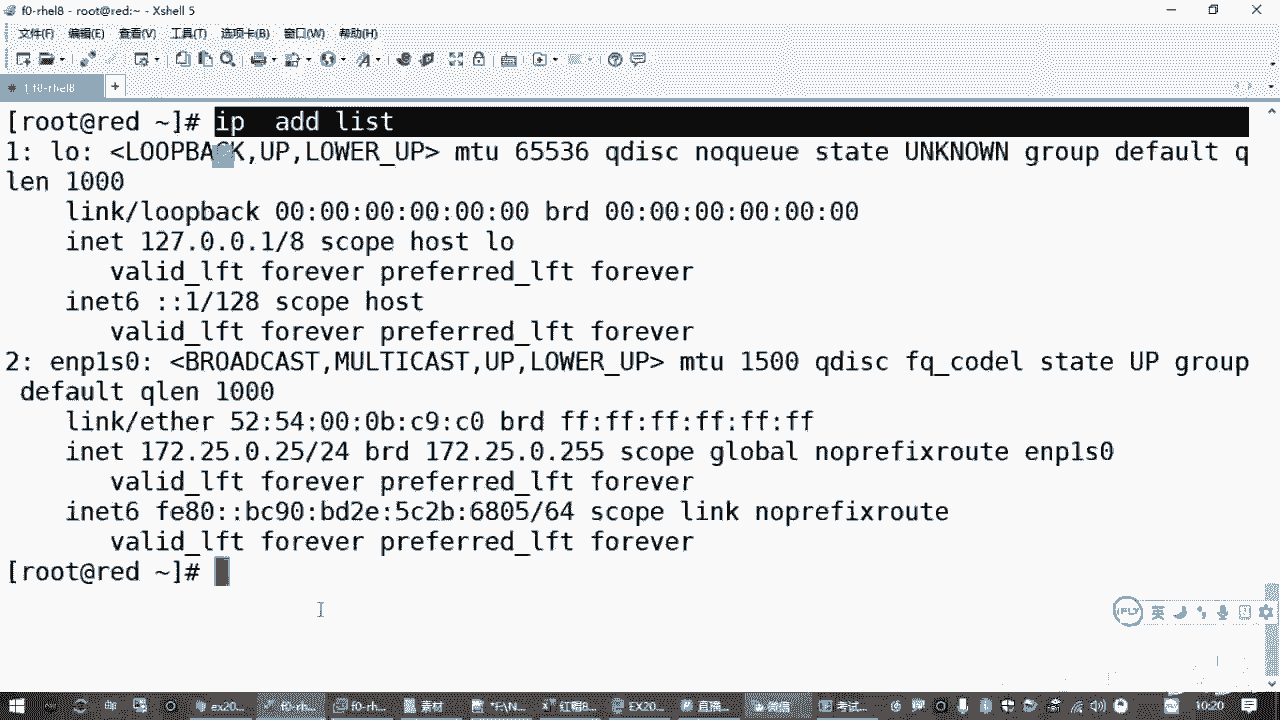 f0-rhel8 - root@red:~ - Xshell 5
文件(F) 编辑(E) 查看(V) 工具(T) 选项卡(B) 窗口(W) 帮助(H)
1 f0-rhel8
[root@red ~]# ip  add list
1: lo: <LOOPBACK,UP,LOWER_UP> mtu 65536 qdisc noqueue state UNKNOWN group default q
len 1000
    link/loopback 00:00:00:00:00:00 brd 00:00:00:00:00:00
    inet 127.0.0.1/8 scope host lo
       valid_lft forever preferred_lft forever
    inet6 ::1/128 scope host
       valid_lft forever preferred_lft forever
2: enp1s0: <BROADCAST,MULTICAST,UP,LOWER_UP> mtu 1500 qdisc fq_codel state UP group
 default qlen 1000
    link/ether 52:54:00:0b:c9:c0 brd ff:ff:ff:ff:ff:ff
    inet 172.25.0.25/24 brd 172.25.0.255 scope global noprefixroute enp1s0
       valid_lft forever preferred_lft forever
    inet6 fe80::bc90:bd2e:5c2b:6805/64 scope link noprefixroute
       valid_lft forever preferred_lft forever
[root@red ~]#
iFLY 英
ex20... f0-rh... f0-rh... 素材 *F\N... 红帽8... EX20... 直播... 微信 考试... 10:20